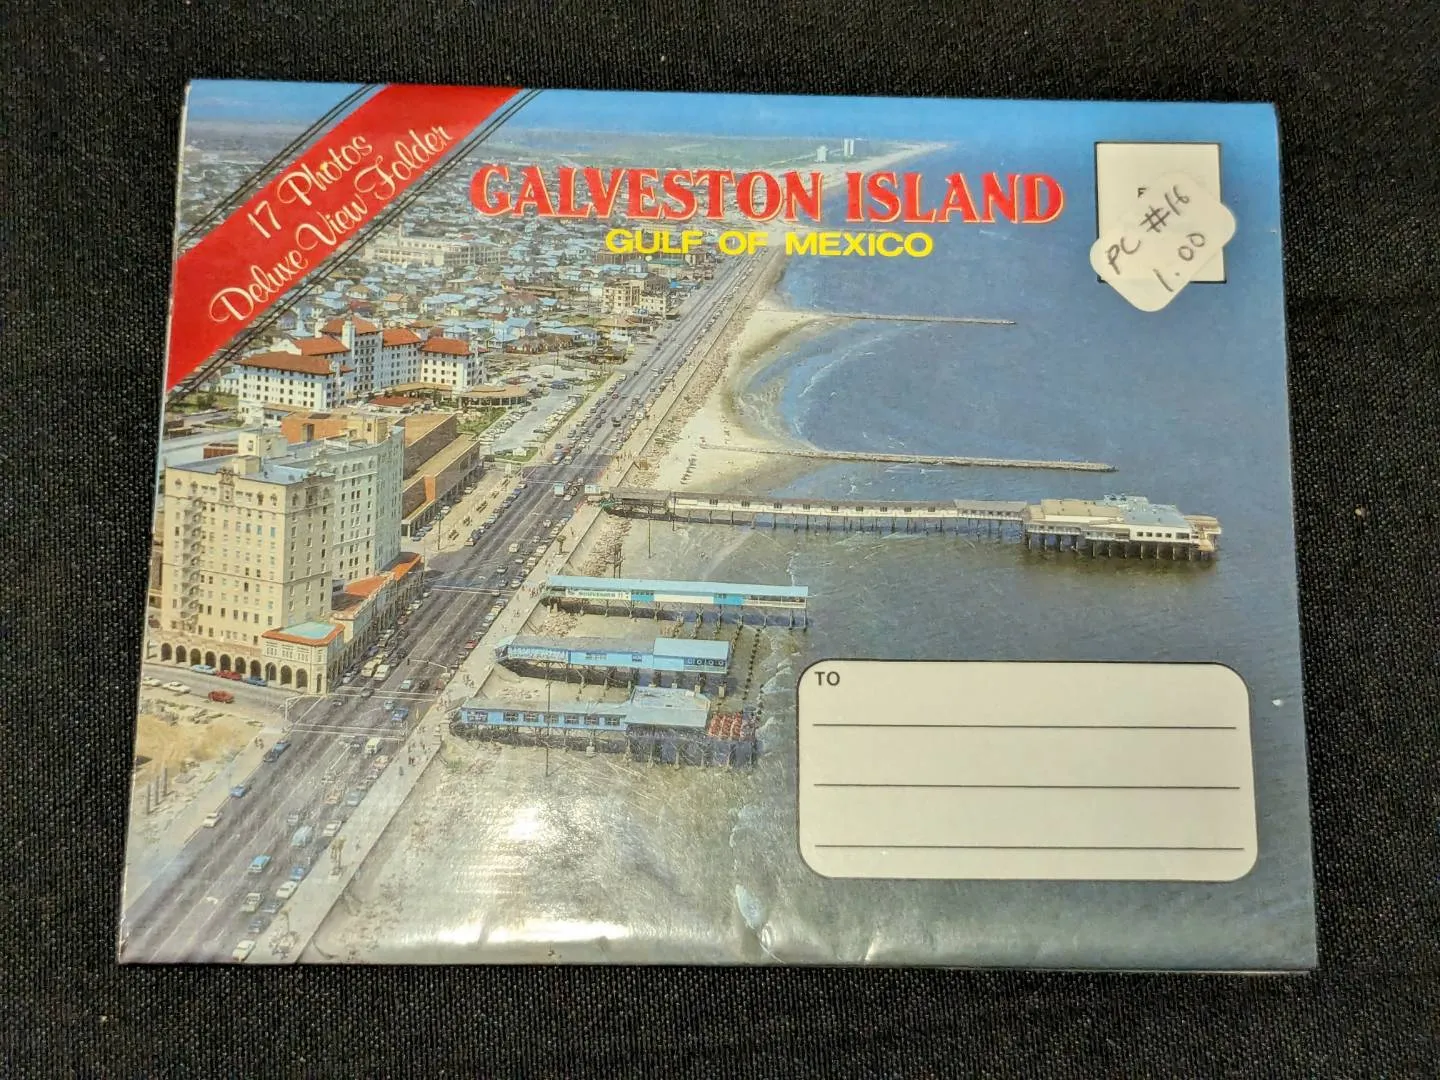 17 Photos
Deluxe View Folder
GALVESTON ISLAND
GULF OF MEXICO
PC #16
1.00
TO